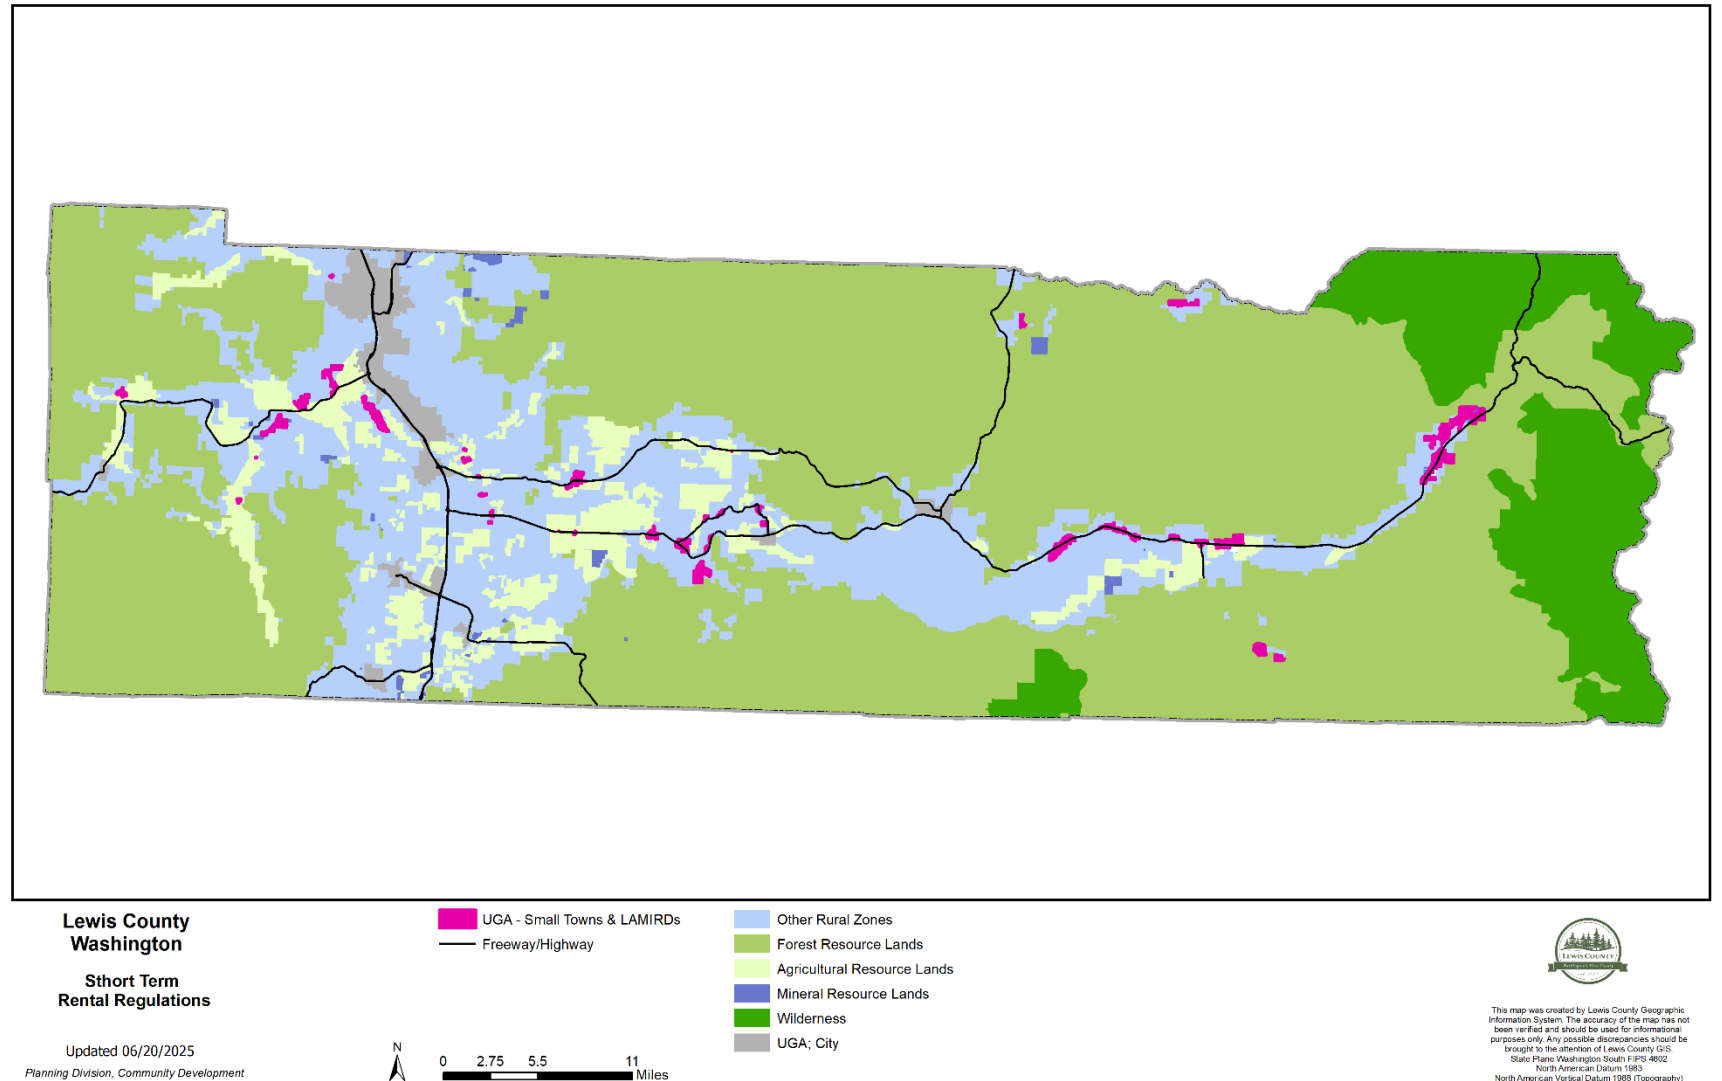 Lewis County
Washington
Sthort Term
Rental Regulations
Updated 06/20/2025
Planning Division, Community Development
UGA - Small Towns & LAMIRDs
Freeway/Highway
N
0 2.75 5.5 11
Miles
Other Rural Zones
Forest Resource Lands
Agricultural Resource Lands
Mineral Resource Lands
Wilderness
UGA; City
LEWIS COUNTY
This map was created by Lewis County Geographic
Information System. The accuracy of the map has not
been verified and should be used for informational
purposes only. Any possible discrepancies should be
brought to the attention of Lewis County GIS.
State Plane Washington South FIPS 4602
North American Datum 1983
North American Vertical Datum 1988 (Topography)